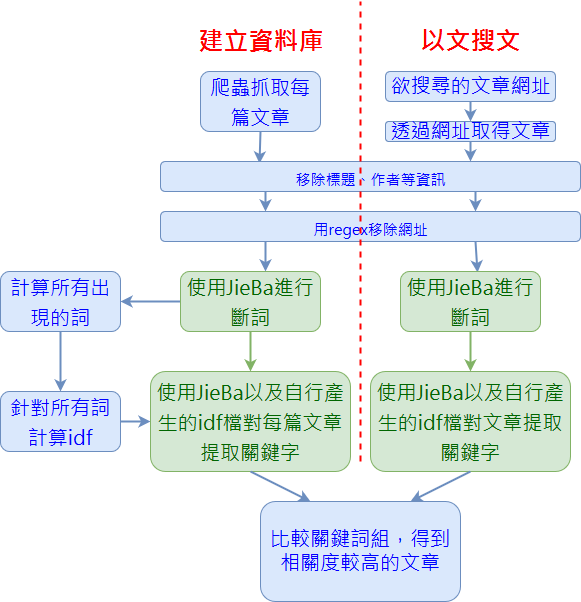 建立資料庫
以文搜文
爬蟲抓取每
篇文章
欲搜尋的文章網址
透過網址取得文章
移除標題、作者等資訊
用regex移除網址
計算所有出
現的詞
使用JieBa進行
斷詞
使用JieBa進行
斷詞
針對所有詞
計算idf
使用JieBa以及自行產
生的idf檔對每篇文章
提取關鍵字
使用JieBa以及自行產
生的idf檔對文章提取
關鍵字
比較關鍵詞組，得到
相關度較高的文章